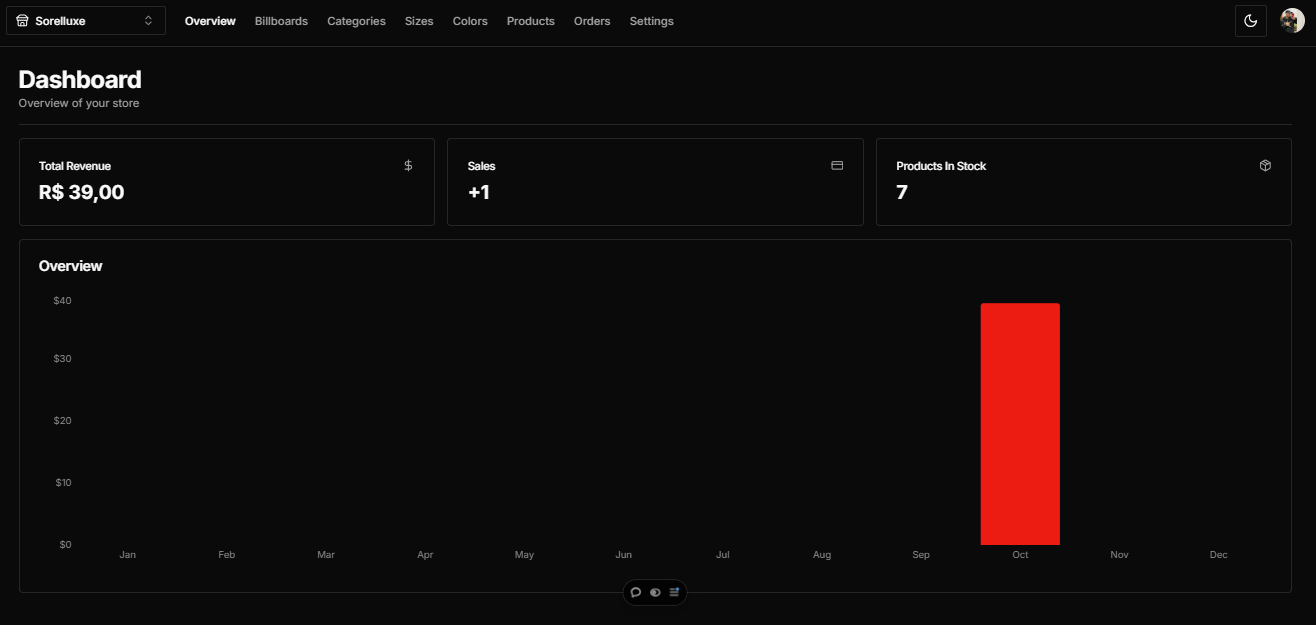 Sorelluxe Overview Billboards Categories Sizes Colors Products Orders Settings
Dashboard
Overview of your store
Total Revenue
R$ 39,00
Sales
+1
Products In Stock
7
Overview
$40
$30
$20
$10
$0
Jan Feb Mar Apr May Jun Jul Aug Sep Oct Nov Dec